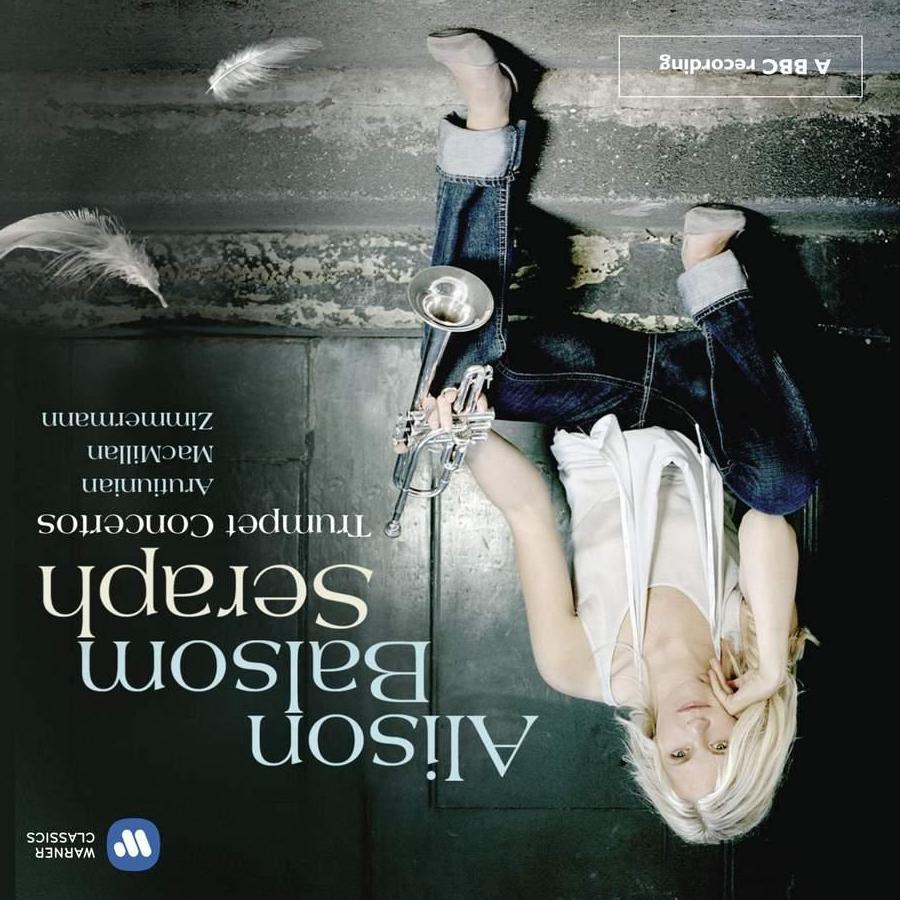 WARNER
CLASSICS
Alison
Balsom
Seraph
Trumpet Concertos
Arutiunian
MacMillan
Zimmermann
A BBC recording